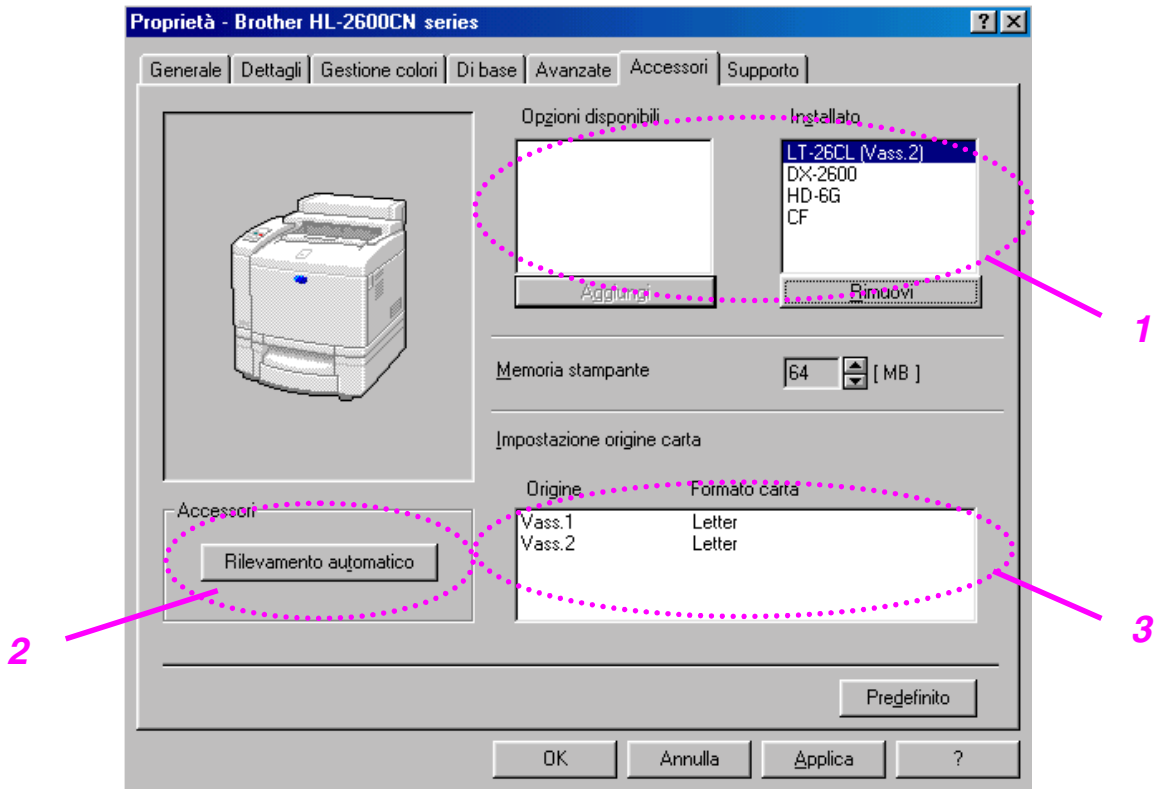 Proprietà - Brother HL-2600CN series
Generale Dettagli Gestione colori Di base Avanzate Accessori Supporto
Opzioni disponibili Installato
LT-26CL (Vass.2)
DX-2600
HD-6G
CF
Aggiungi Rimuovi
1
Memoria stampante 64 [ MB ]
Impostazione origine carta
Origine Formato carta
Vass.1 Letter
Vass.2 Letter
Accessori
Rilevamento automatico
2
3
Predefinito
OK Annulla Applica ?